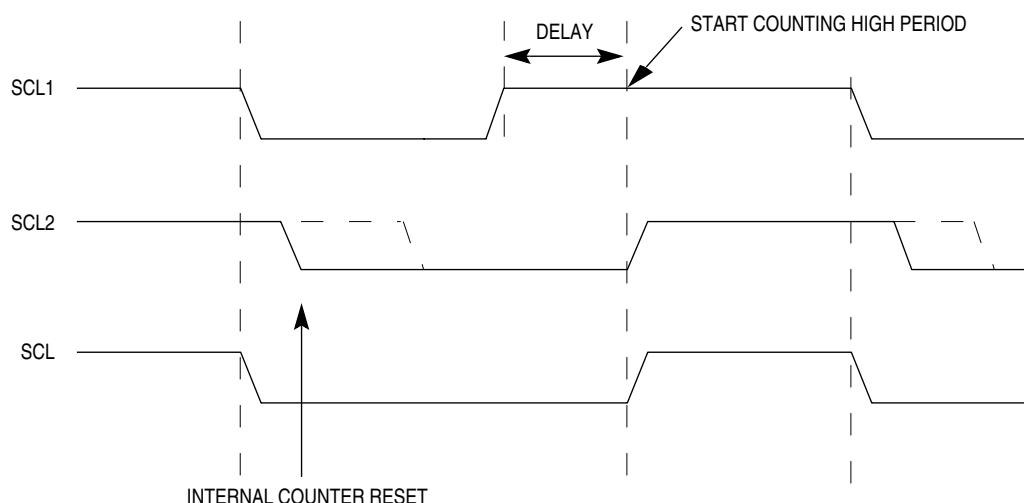 START COUNTING HIGH PERIOD
DELAY
SCL1
SCL2
SCL
INTERNAL COUNTER RESET